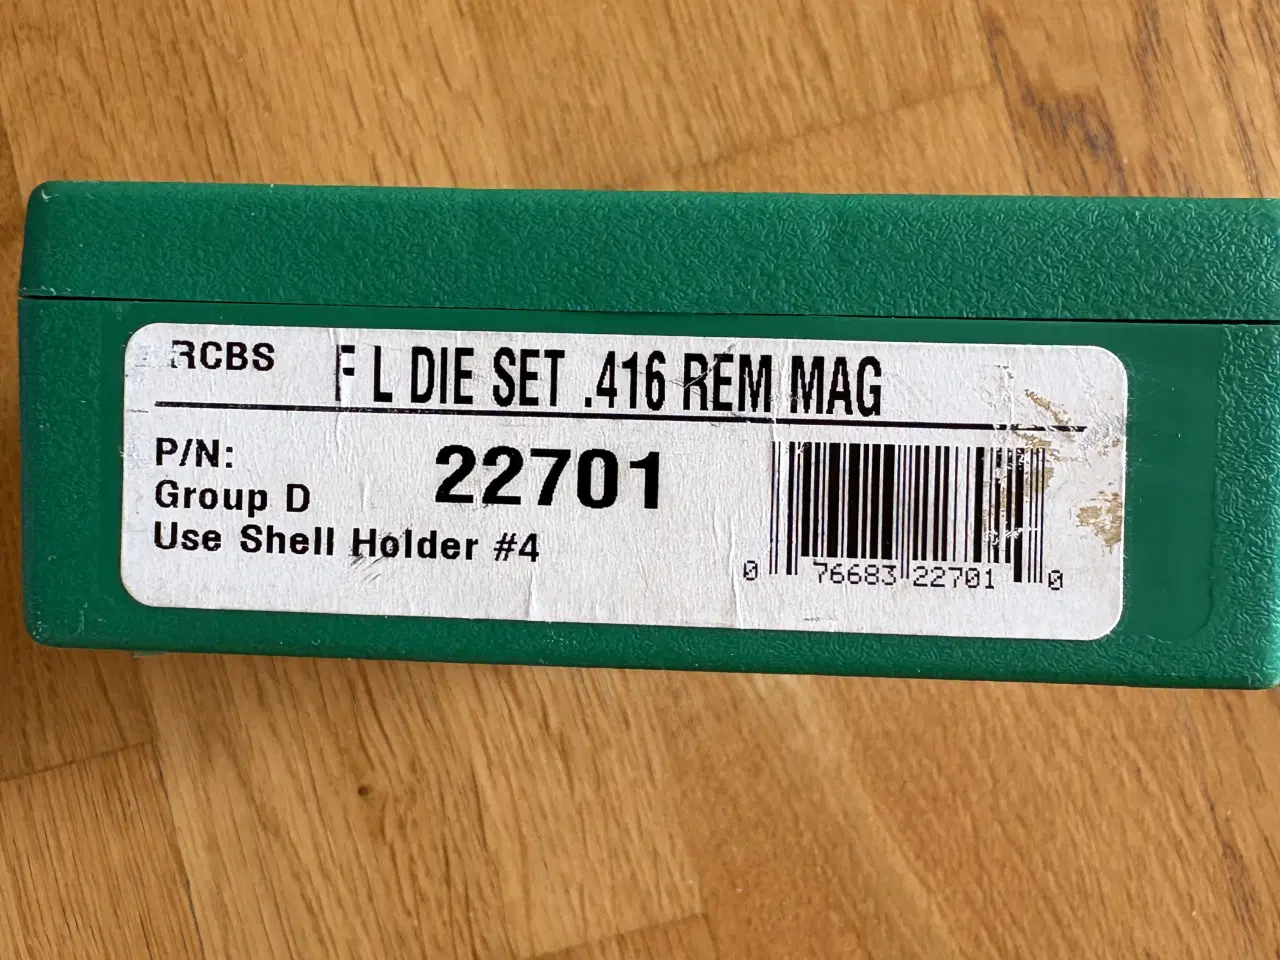 RCBS F L DIE SET .416 REM MAG
P/N: 22701
Group D
Use Shell Holder #4
0 76683 22701 0